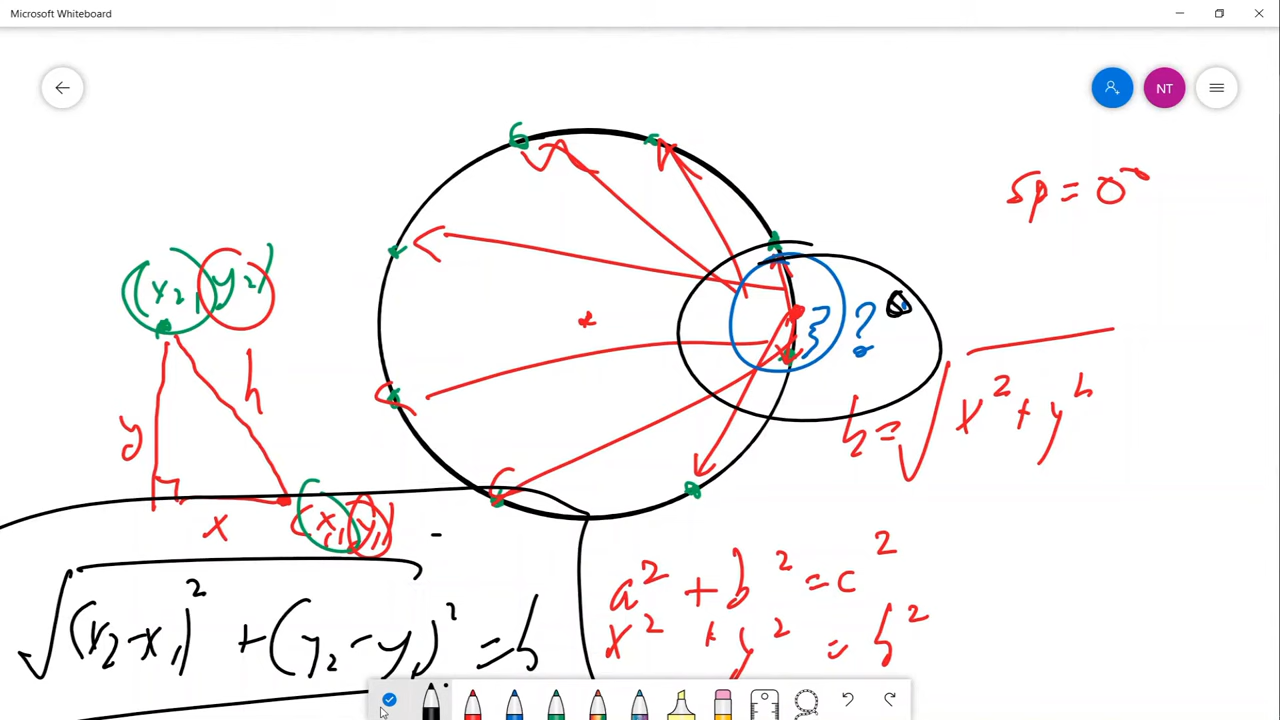 Microsoft Whiteboard
NT
sp = 0
(x2, y2)
h
y
x
(x1, y1)
?
h = √x² + y²
√(x2-x1)² + (y2-y1)² = h
a² + b² = c²
x² + y² = h²